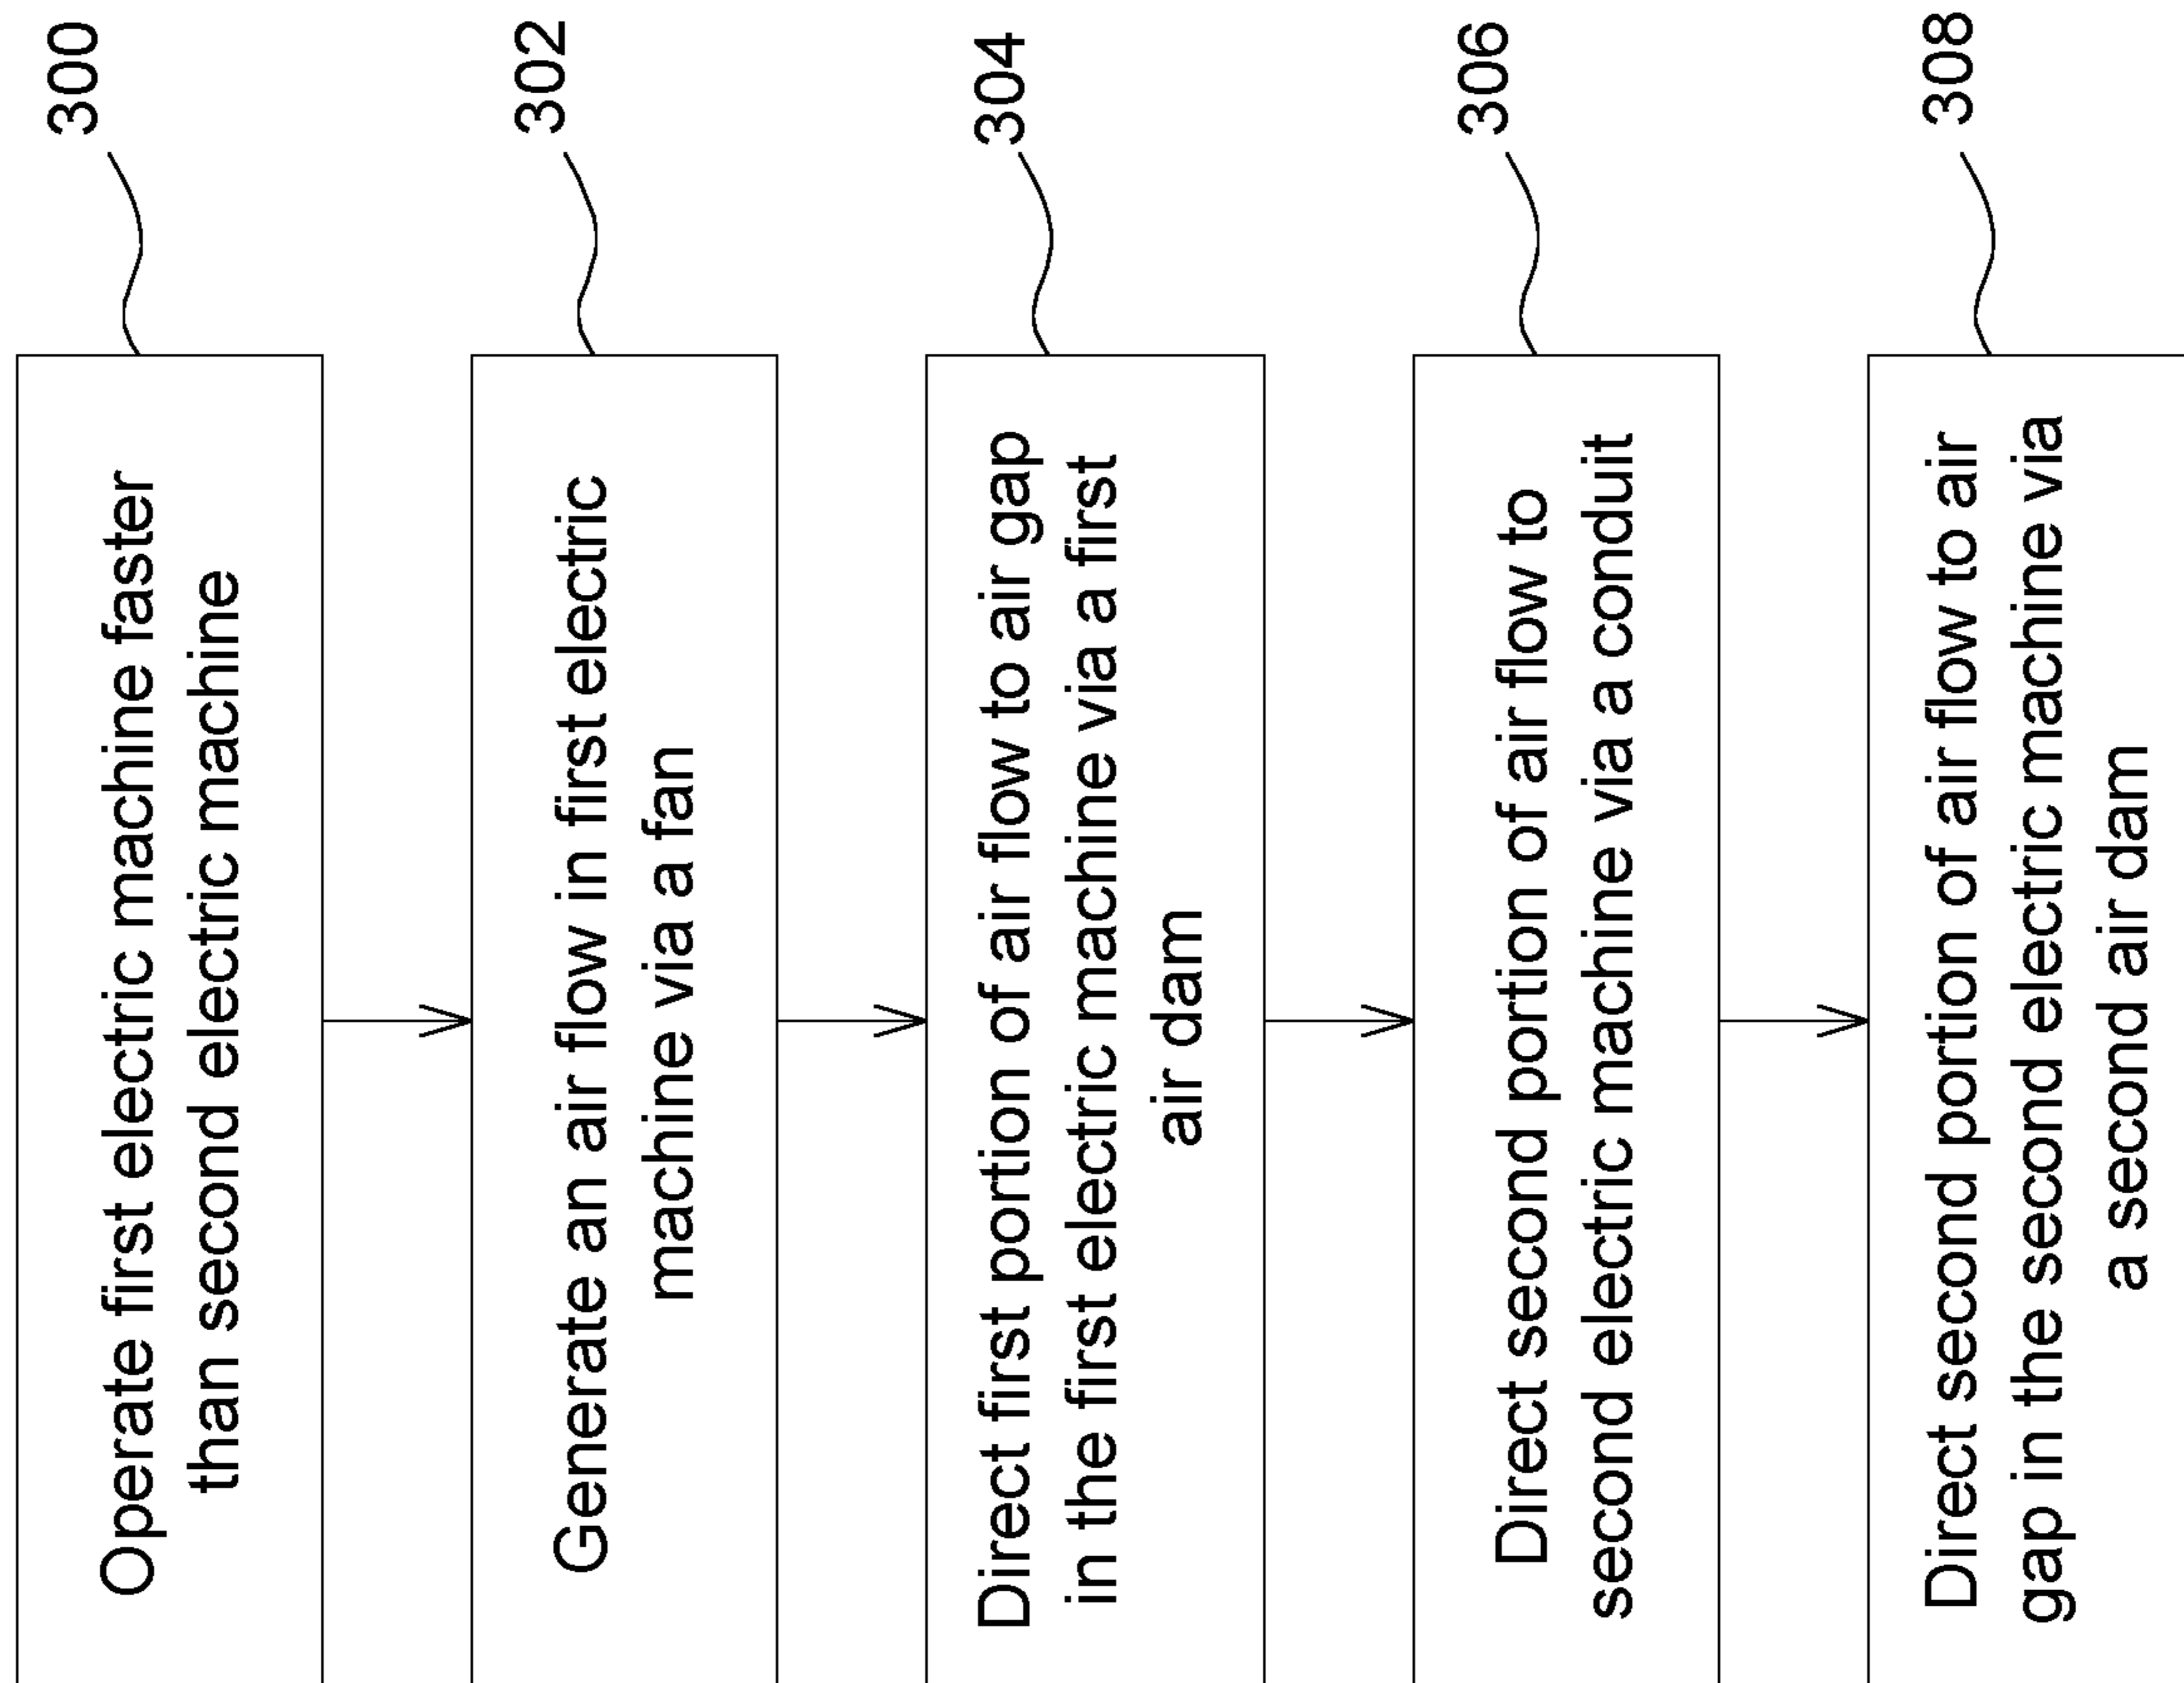 300
Operate first electric machine faster
than second electric machine
302
Generate an air flow in first electric
machine via a fan
304
Direct first portion of air flow to air gap
in the first electric machine via a first
air dam
306
Direct second portion of air flow to
second electric machine via a conduit
308
Direct second portion of air flow to air
gap in the second electric machine via
a second air dam